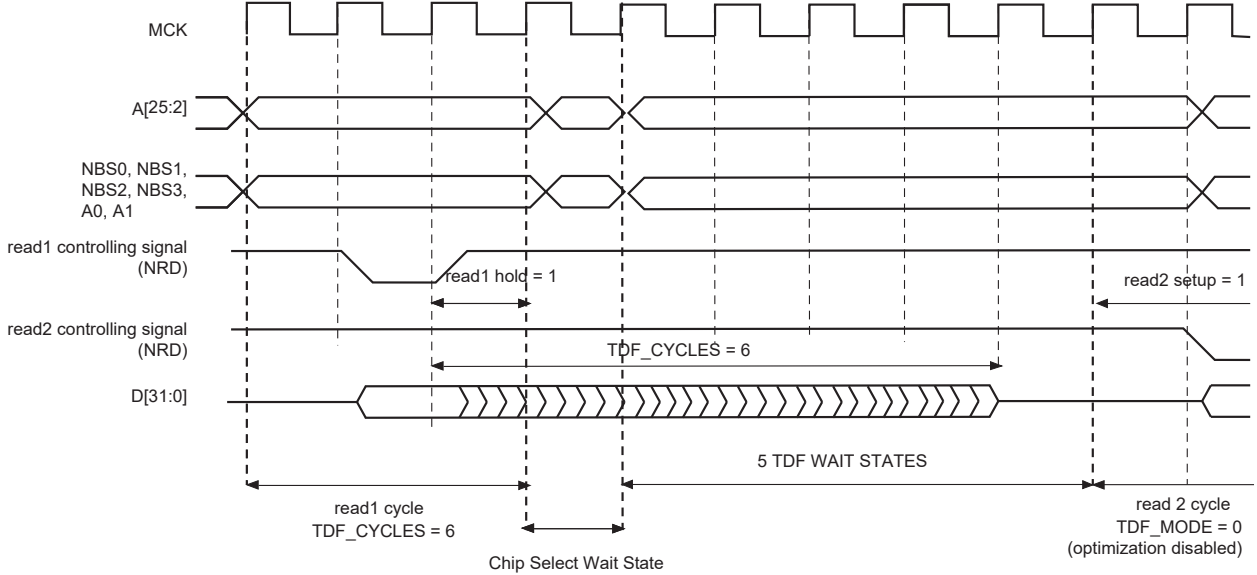 MCK
A[25:2]
NBS0, NBS1,
NBS2, NBS3,
A0, A1
read1 controlling signal
(NRD)
read1 hold = 1
read2 setup = 1
read2 controlling signal
(NRD)
TDF_CYCLES = 6
D[31:0]
5 TDF WAIT STATES
read1 cycle
TDF_CYCLES = 6
read 2 cycle
TDF_MODE = 0
(optimization disabled)
Chip Select Wait State